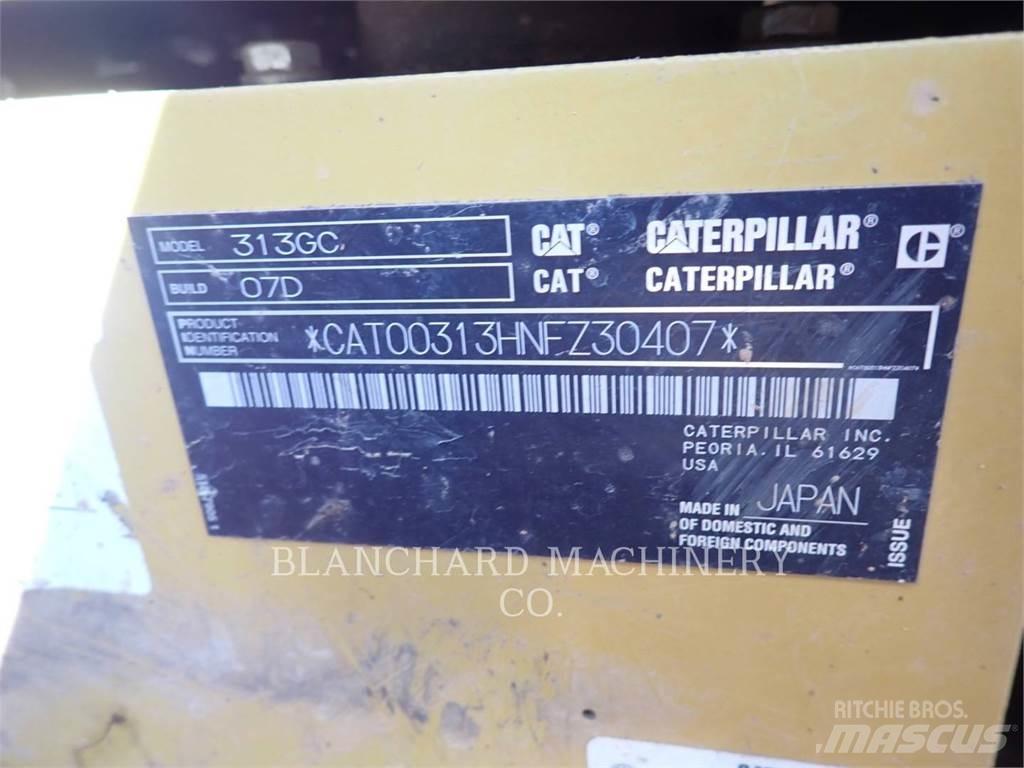 MODEL 313GC
CAT® CATERPILLAR®
BUILD 07D
CAT® CATERPILLAR®
PRODUCT
IDENTIFICATION
NUMBER
*CAT00313HNFZ30407*
*CAT00313HNFZ30407*
CATERPILLAR INC.
PEORIA. IL 61629
USA
MADE IN JAPAN
OF DOMESTIC AND
FOREIGN COMPONENTS
ISSUE
BLANCHARD MACHINERY
CO.
RITCHIE BROS.
MASCUS